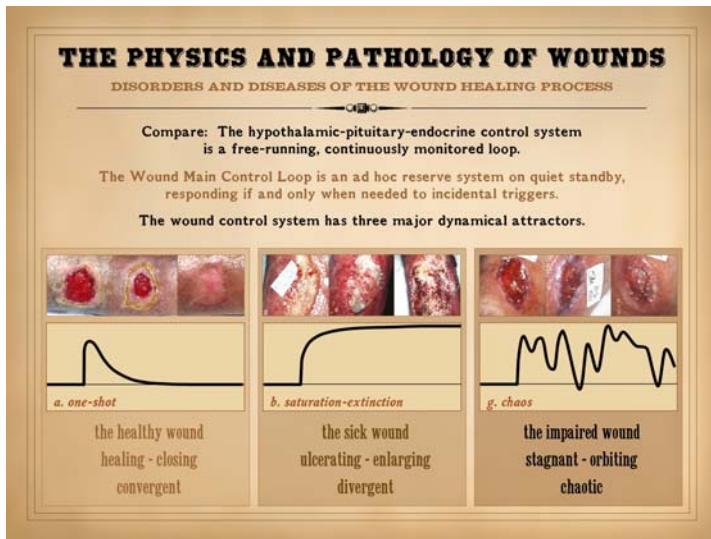 THE PHYSICS AND PATHOLOGY OF WOUNDS
DISORDERS AND DISEASES OF THE WOUND HEALING PROCESS
Compare: The hypothalamic-pituitary-endocrine control system
is a free-running, continuously monitored loop.
The Wound Main Control Loop is an ad hoc reserve system on quiet standby,
responding if and only when needed to incidental triggers.
The wound control system has three major dynamical attractors.
a. one-shot
the healthy wound
healing - closing
convergent
b. saturation-extinction
the sick wound
ulcerating - enlarging
divergent
g. chaos
the impaired wound
stagnant - orbiting
chaotic